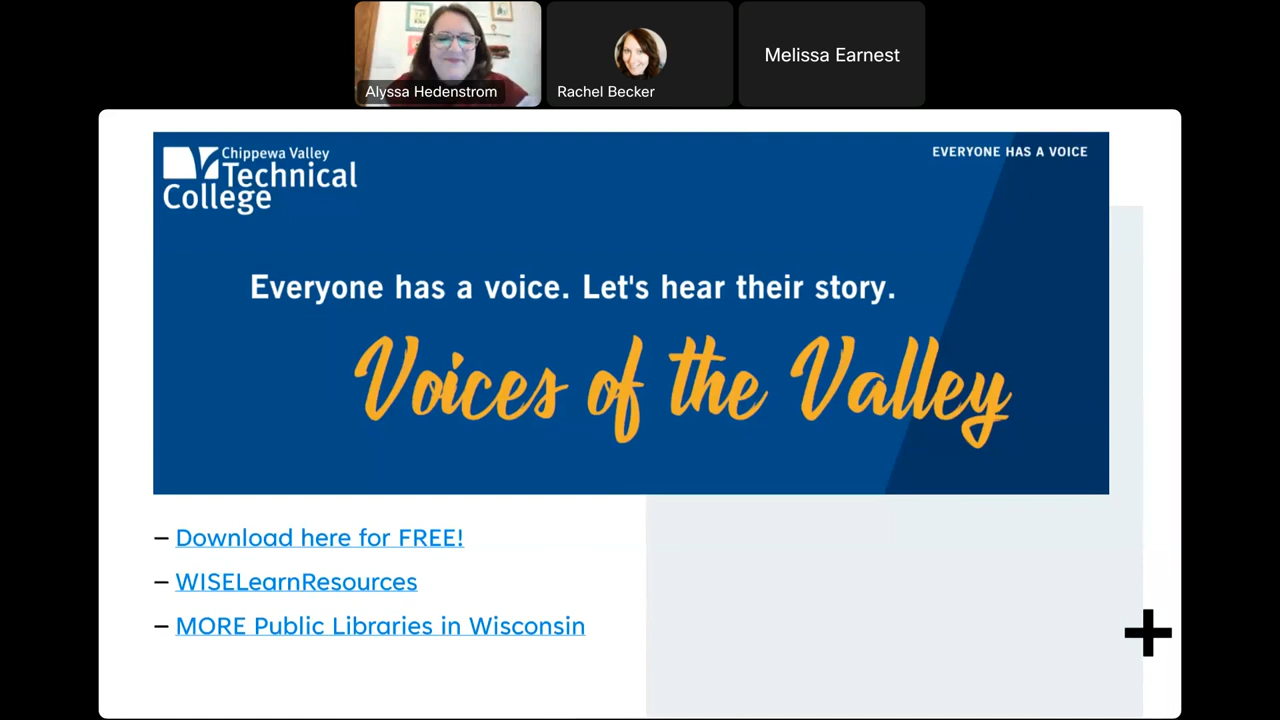 Alyssa Hedenstrom
Rachel Becker
Melissa Earnest
Chippewa Valley
Technical
College
EVERYONE HAS A VOICE
Everyone has a voice. Let's hear their story.
Voices of the Valley
– Download here for FREE!
– WISELearnResources
– MORE Public Libraries in Wisconsin